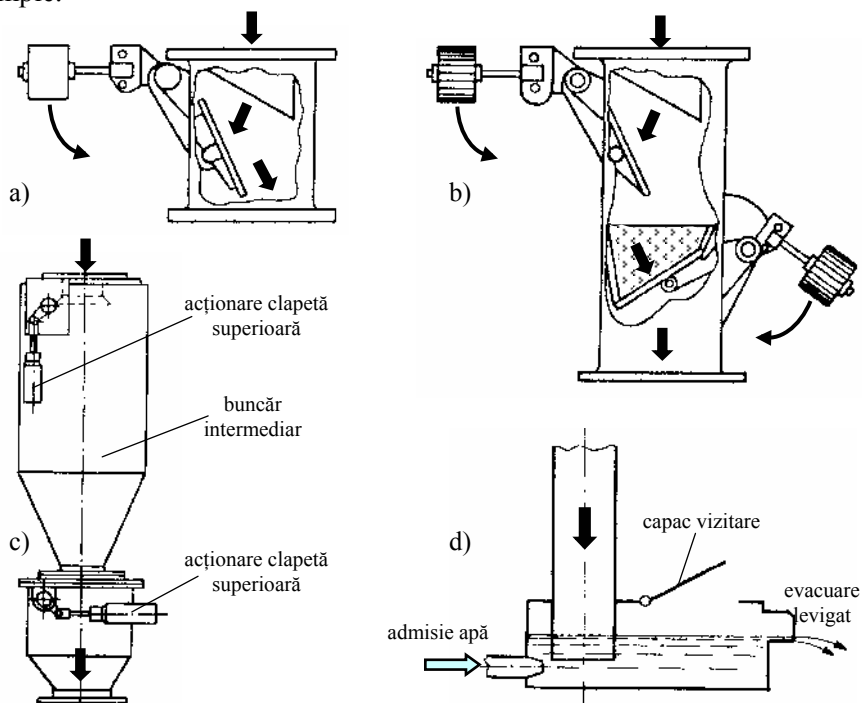 a)
b)
acționare clapetă
superioară
buncăr
intermediar
c)
acționare clapetă
superioară
d)
capac vizitare
evacuare
levigat
admisie apă